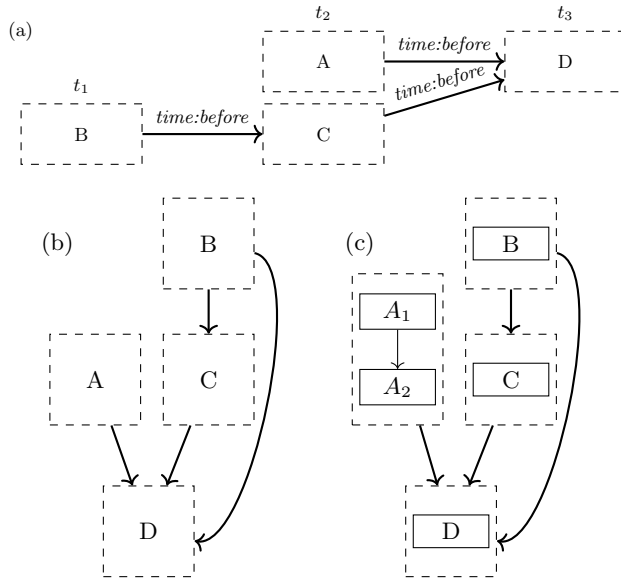 (a)
t₂
t₃
A
time:before
D
t₁
time:before
B
time:before
C
(b)
B
A
C
D
(c)
B
A₁
A₂
C
D